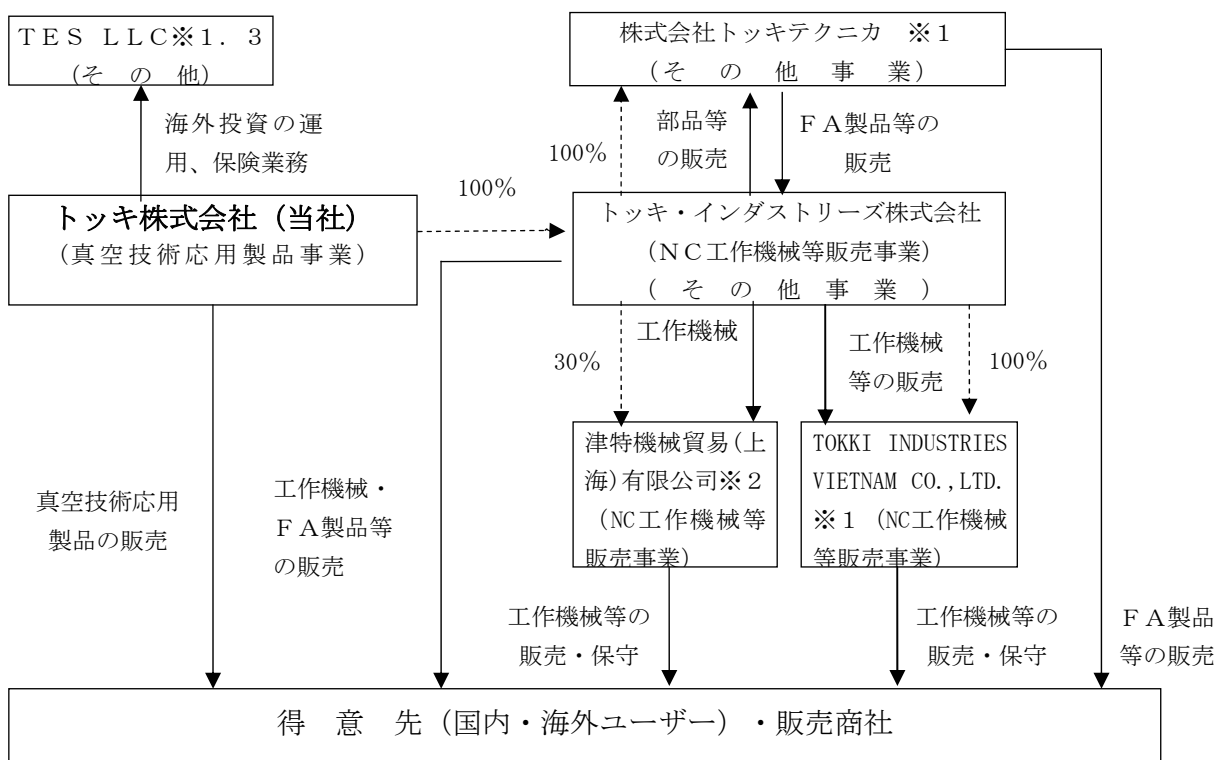 ＴＥＳ ＬＬＣ※１．３
（そ の 他）
株式会社トッキテクニカ ※１
（そ の 他 事 業）
海外投資の運
用、保険業務
100%
部品等
の販売
ＦＡ製品等の
販売
100%
トッキ株式会社（当社）
（真空技術応用製品事業）
トッキ・インダストリーズ株式会社
（ＮＣ工作機械等販売事業）
（ そ の 他 事 業 ）
30%
工作機械
工作機械
等の販売
100%
津特機械貿易(上
海)有限公司※２
（NC工作機械等
販売事業）
TOKKI INDUSTRIES
VIETNAM CO.,LTD.
※１（NC工作機械
等販売事業）
真空技術応用
製品の販売
工作機械・
ＦＡ製品等
の販売
工作機械等の
販売・保守
工作機械等の
販売・保守
ＦＡ製品
等の販売
得 意 先（国内・海外ユーザー）・販売商社